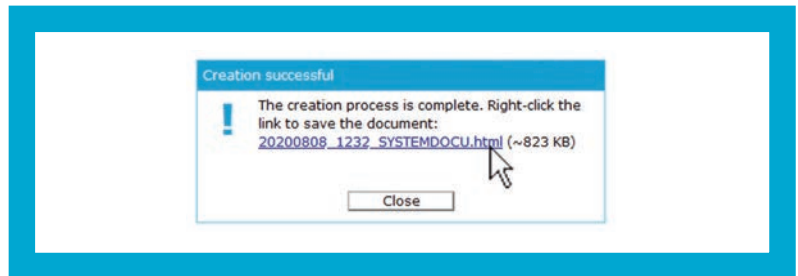 Creation successful
The creation process is complete. Right-click the
link to save the document:
20200808_1232_SYSTEMDOCU.html (~823 KB)
Close